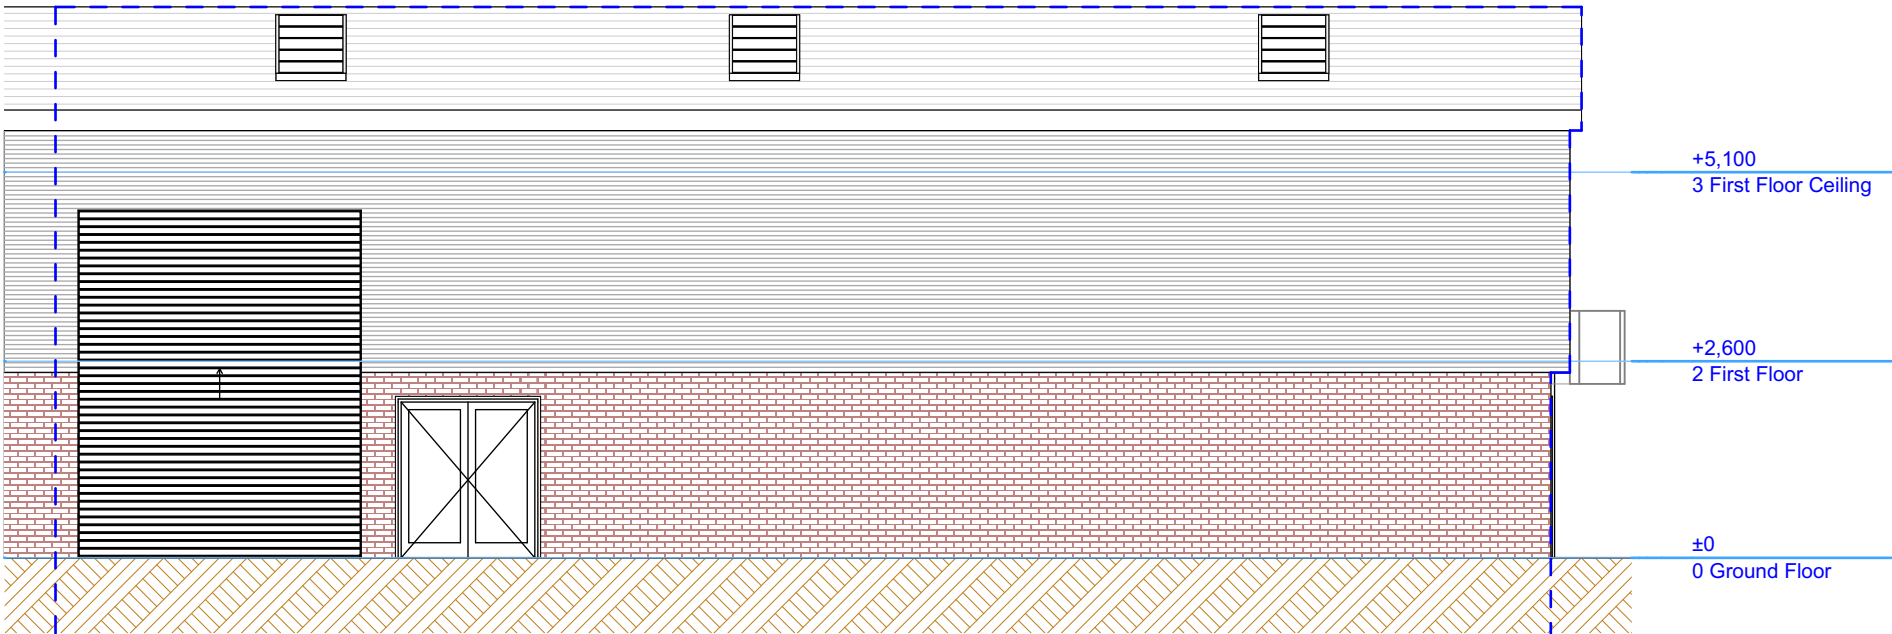 +5,100
3 First Floor Ceiling
+2,600
2 First Floor
±0
0 Ground Floor